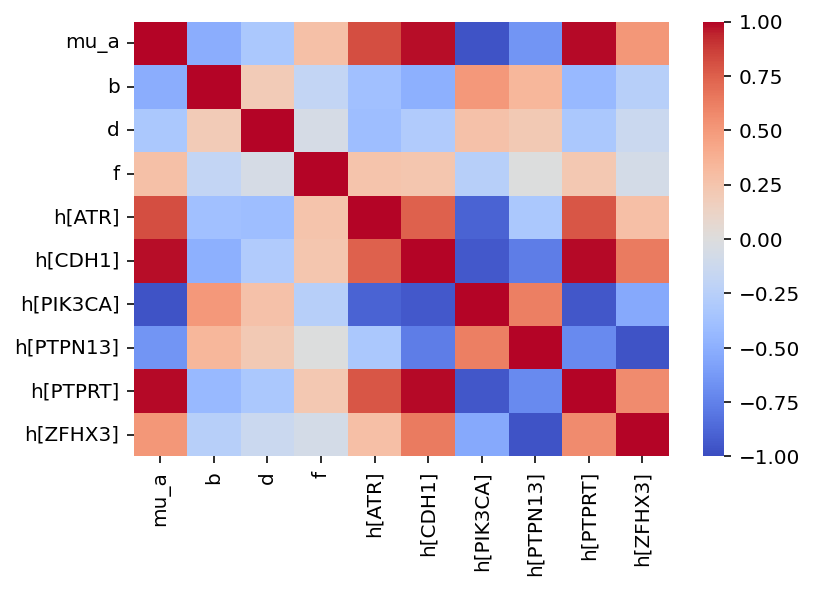 mu_a
b
d
f
h[ATR]
h[CDH1]
h[PIK3CA]
h[PTPN13]
h[PTPRT]
h[ZFHX3]
mu_a
b
d
f
h[ATR]
h[CDH1]
h[PIK3CA]
h[PTPN13]
h[PTPRT]
h[ZFHX3]
1.00
0.75
0.50
0.25
0.00
−0.25
−0.50
−0.75
−1.00